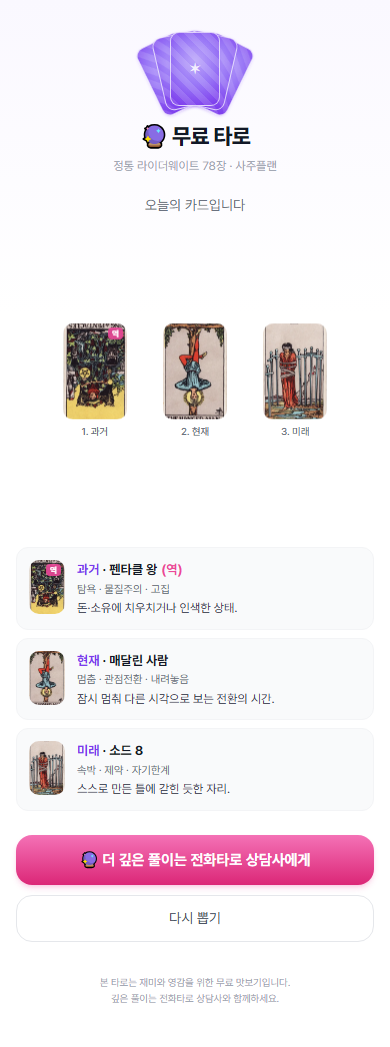 무료 타로
정통 라이더웨이트 78장 · 사주플랜
오늘의 카드입니다
역
1. 과거
2. 현재
3. 미래
역
과거 · 펜타클 왕 (역)
탐욕 · 물질주의 · 고집
돈·소유에 치우치거나 인색한 상태.
현재 · 매달린 사람
멈춤 · 관점전환 · 내려놓음
잠시 멈춰 다른 시각으로 보는 전환의 시간.
미래 · 소드 8
속박 · 제약 · 자기한계
스스로 만든 틀에 갇힌 듯한 자리.
더 깊은 풀이는 전화타로 상담사에게
다시 뽑기
본 타로는 재미와 영감을 위한 무료 맛보기입니다.
깊은 풀이는 전화타로 상담사와 함께하세요.